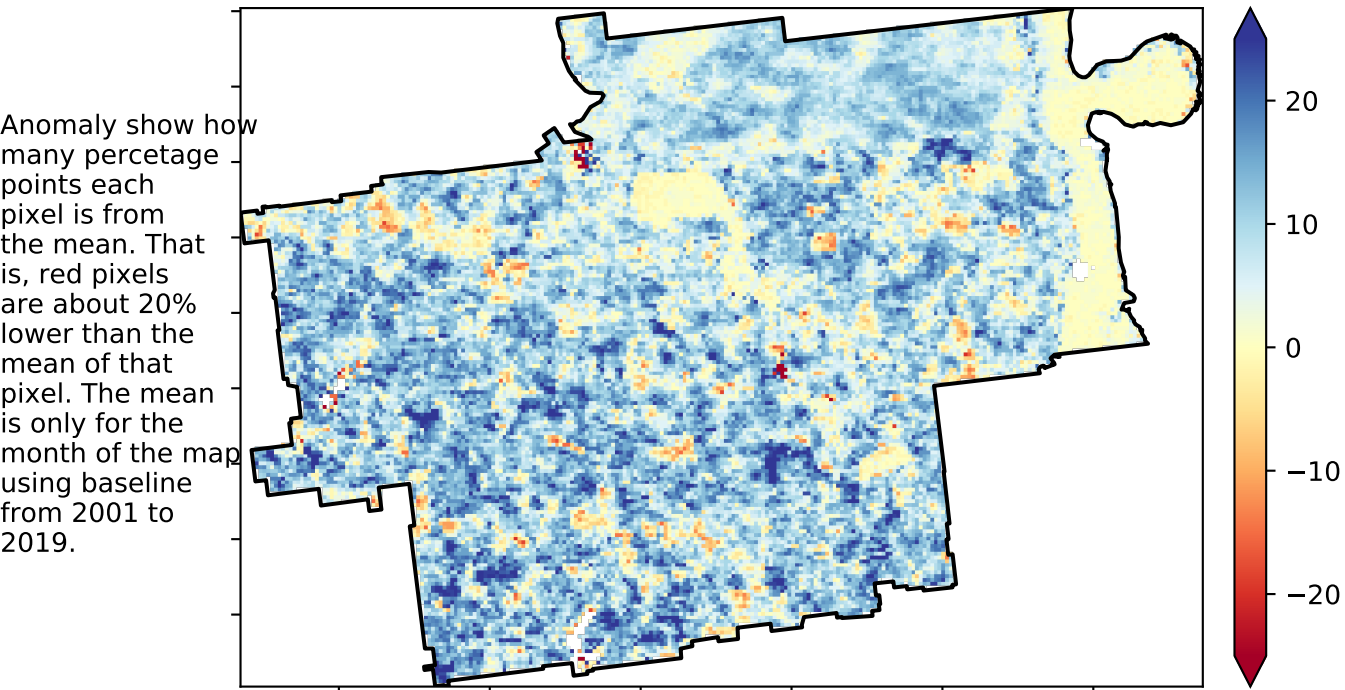 Anomaly show how
many percetage
points each
pixel is from
the mean. That
is, red pixels
are about 20%
lower than the
mean of that
pixel. The mean
is only for the
month of the map
using baseline
from 2001 to
2019.
20
10
0
−10
−20